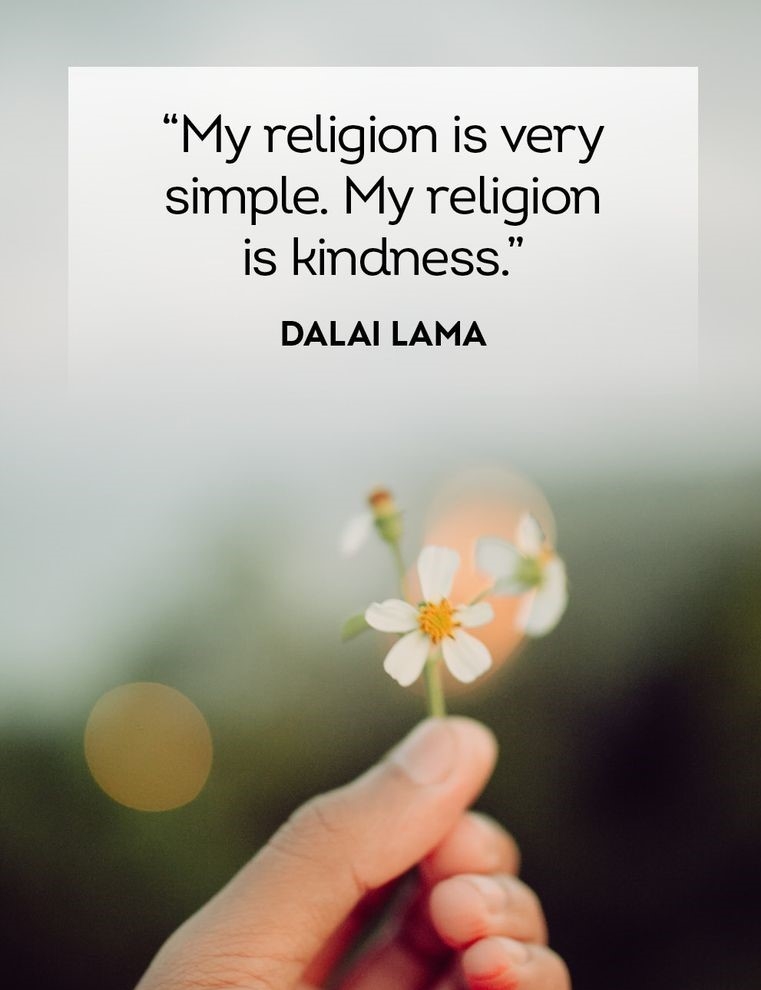 “My religion is very
simple. My religion
is kindness.”
DALAI LAMA